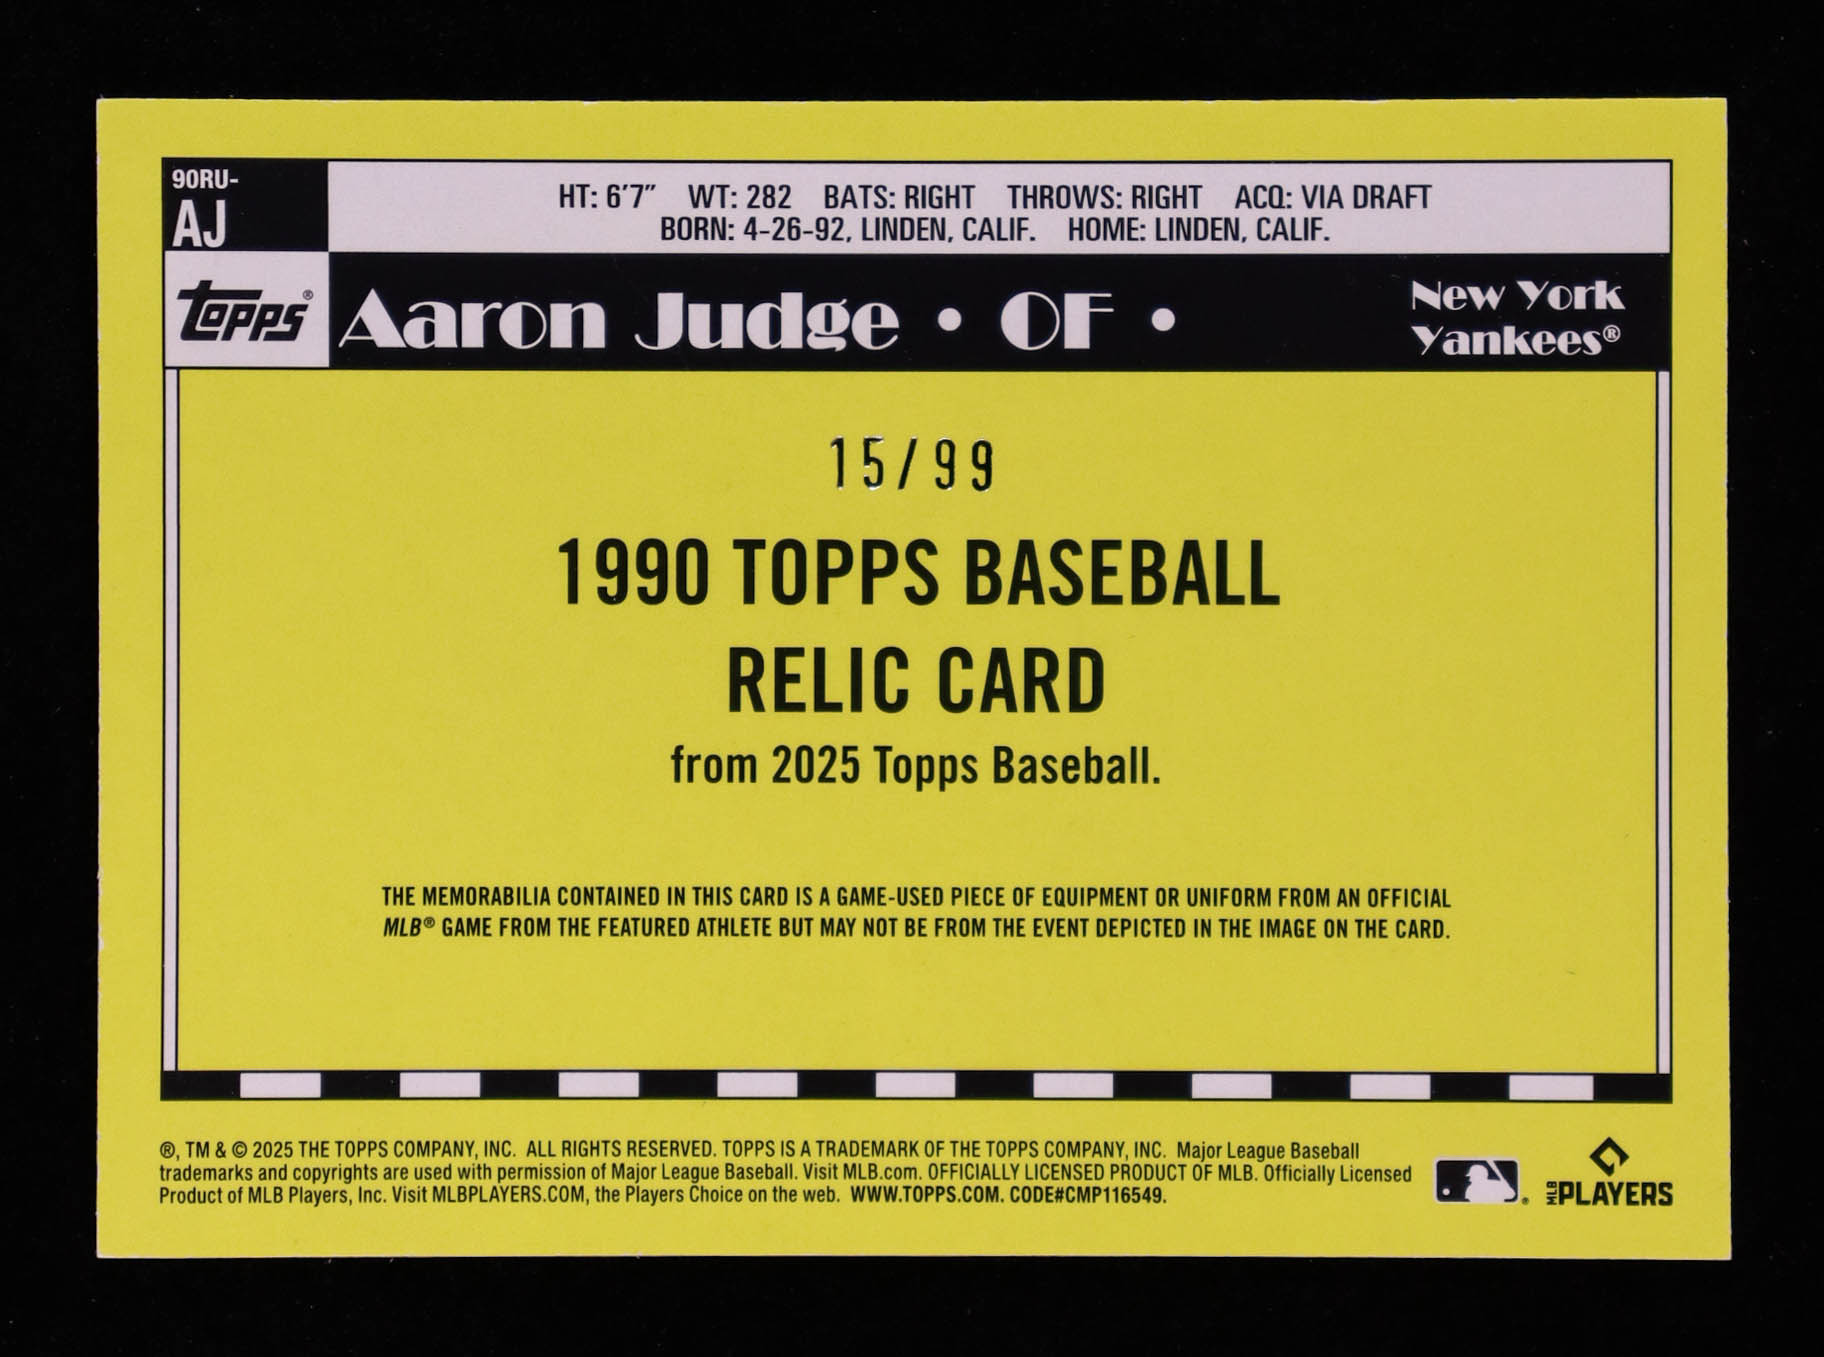 90RU-
AJ
HT: 6'7" WT: 282 BATS: RIGHT THROWS: RIGHT ACQ: VIA DRAFT
BORN: 4-26-92, LINDEN, CALIF. HOME: LINDEN, CALIF.
Topps®
Aaron Judge • OF •
New York
Yankees®
15/99
1990 TOPPS BASEBALL
RELIC CARD
from 2025 Topps Baseball.
THE MEMORABILIA CONTAINED IN THIS CARD IS A GAME-USED PIECE OF EQUIPMENT OR UNIFORM FROM AN OFFICIAL
MLB® GAME FROM THE FEATURED ATHLETE BUT MAY NOT BE FROM THE EVENT DEPICTED IN THE IMAGE ON THE CARD.
®, TM & © 2025 THE TOPPS COMPANY, INC. ALL RIGHTS RESERVED. TOPPS IS A TRADEMARK OF THE TOPPS COMPANY, INC. Major League Baseball
trademarks and copyrights are used with permission of Major League Baseball. Visit MLB.com. OFFICIALLY LICENSED PRODUCT OF MLB. Officially Licensed
Product of MLB Players, Inc. Visit MLBPLAYERS.COM, the Players Choice on the web. WWW.TOPPS.COM. CODE#CMP116549.
MLB PLAYERS